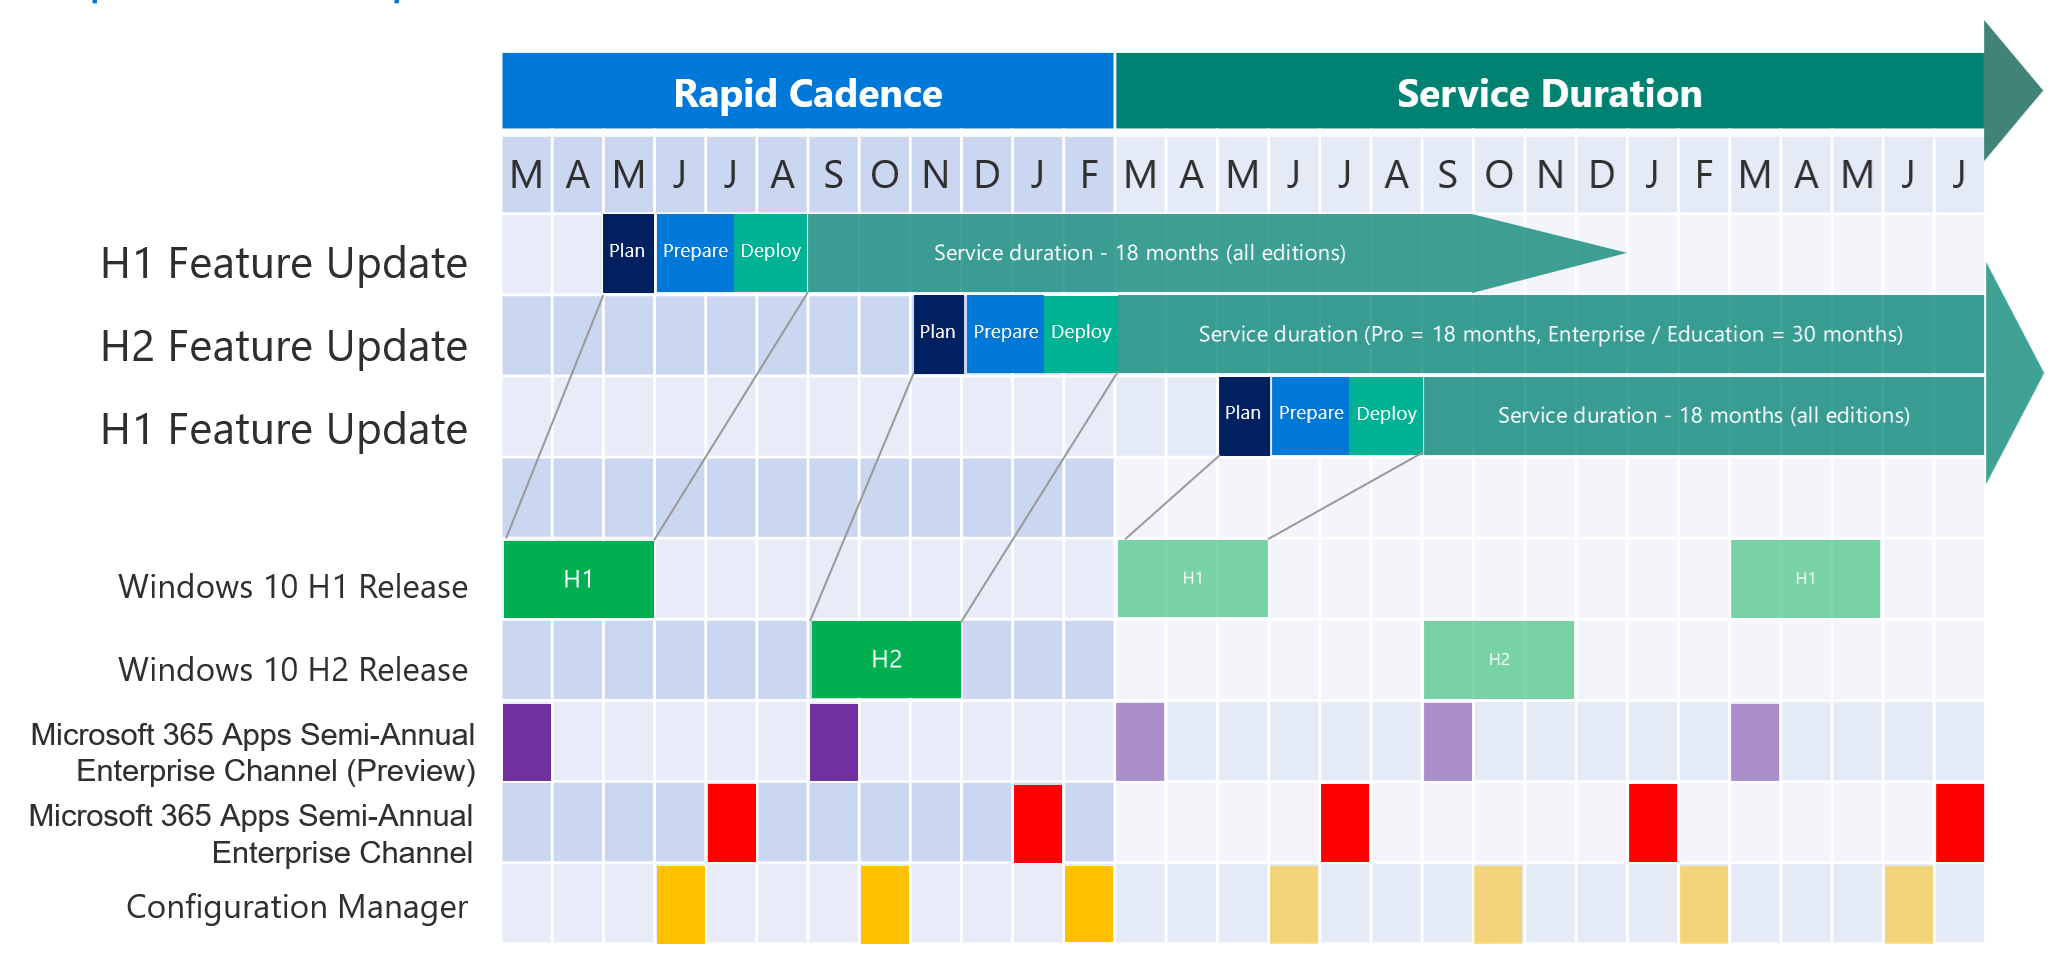 Rapid Cadence
Service Duration
M A M J J A S O N D J F M A M J J A S O N D J F M A M J J
H1 Feature Update
Plan Prepare Deploy Service duration - 18 months (all editions)
H2 Feature Update
Plan Prepare Deploy Service duration (Pro = 18 months, Enterprise / Education = 30 months)
H1 Feature Update
Plan Prepare Deploy Service duration - 18 months (all editions)
Windows 10 H1 Release
H1 H1 H1
Windows 10 H2 Release
H2 H2
Microsoft 365 Apps Semi-Annual
Enterprise Channel (Preview)
Microsoft 365 Apps Semi-Annual
Enterprise Channel
Configuration Manager